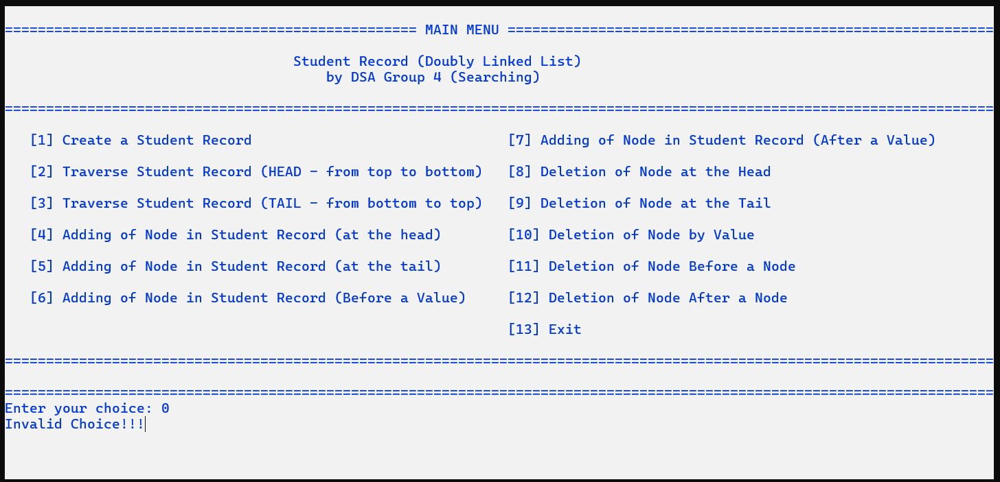 ================================================== MAIN MENU ===========================================================
Student Record (Doubly Linked List)
by DSA Group 4 (Searching)
========================================================================================================================
[1] Create a Student Record [7] Adding of Node in Student Record (After a Value)
[2] Traverse Student Record (HEAD - from top to bottom) [8] Deletion of Node at the Head
[3] Traverse Student Record (TAIL - from bottom to top) [9] Deletion of Node at the Tail
[4] Adding of Node in Student Record (at the head) [10] Deletion of Node by Value
[5] Adding of Node in Student Record (at the tail) [11] Deletion of Node Before a Node
[6] Adding of Node in Student Record (Before a Value) [12] Deletion of Node After a Node
[13] Exit
========================================================================================================================
========================================================================================================================
Enter your choice: 0
Invalid Choice!!!